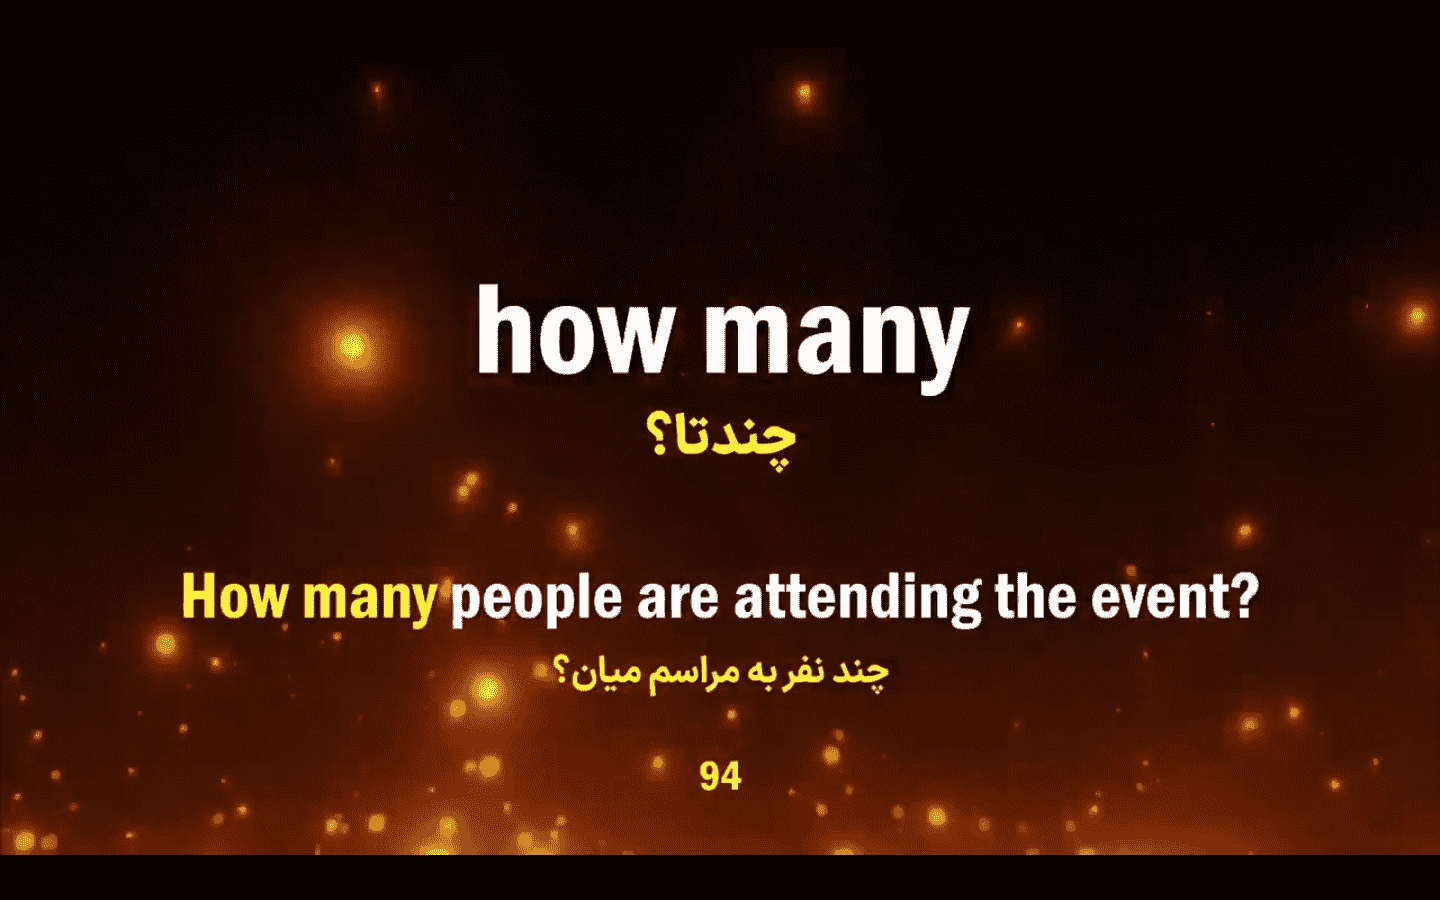 how many
چندتا؟
How many people are attending the event?
چند نفر به مراسم میان؟
94